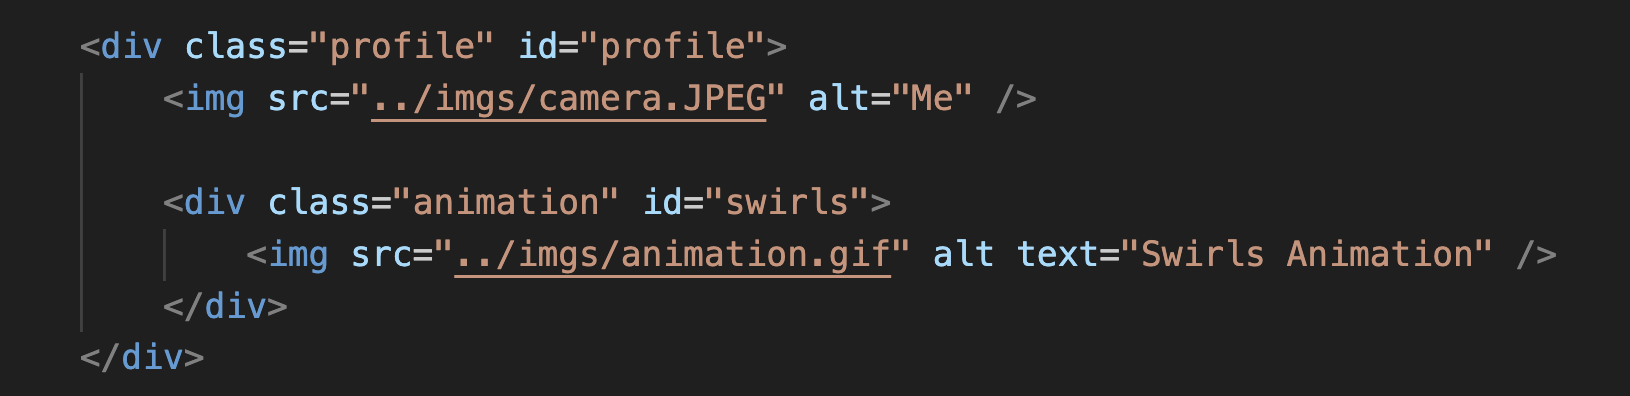 <div class="profile" id="profile">
<img src="../imgs/camera.JPEG" alt="Me" />
<div class="animation" id="swirls">
<img src="../imgs/animation.gif" alt text="Swirls Animation" />
</div>
</div>